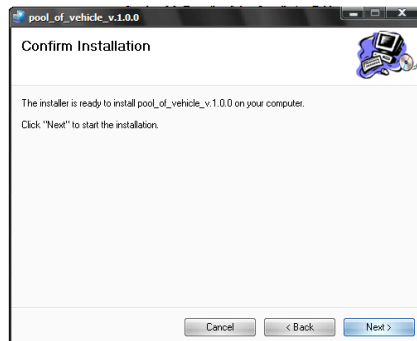 pool_of_vehicle_v.1.0.0
Confirm Installation
The installer is ready to install pool_of_vehicle_v.1.0.0 on your computer.
Click "Next" to start the installation.
Cancel
< Back
Next >